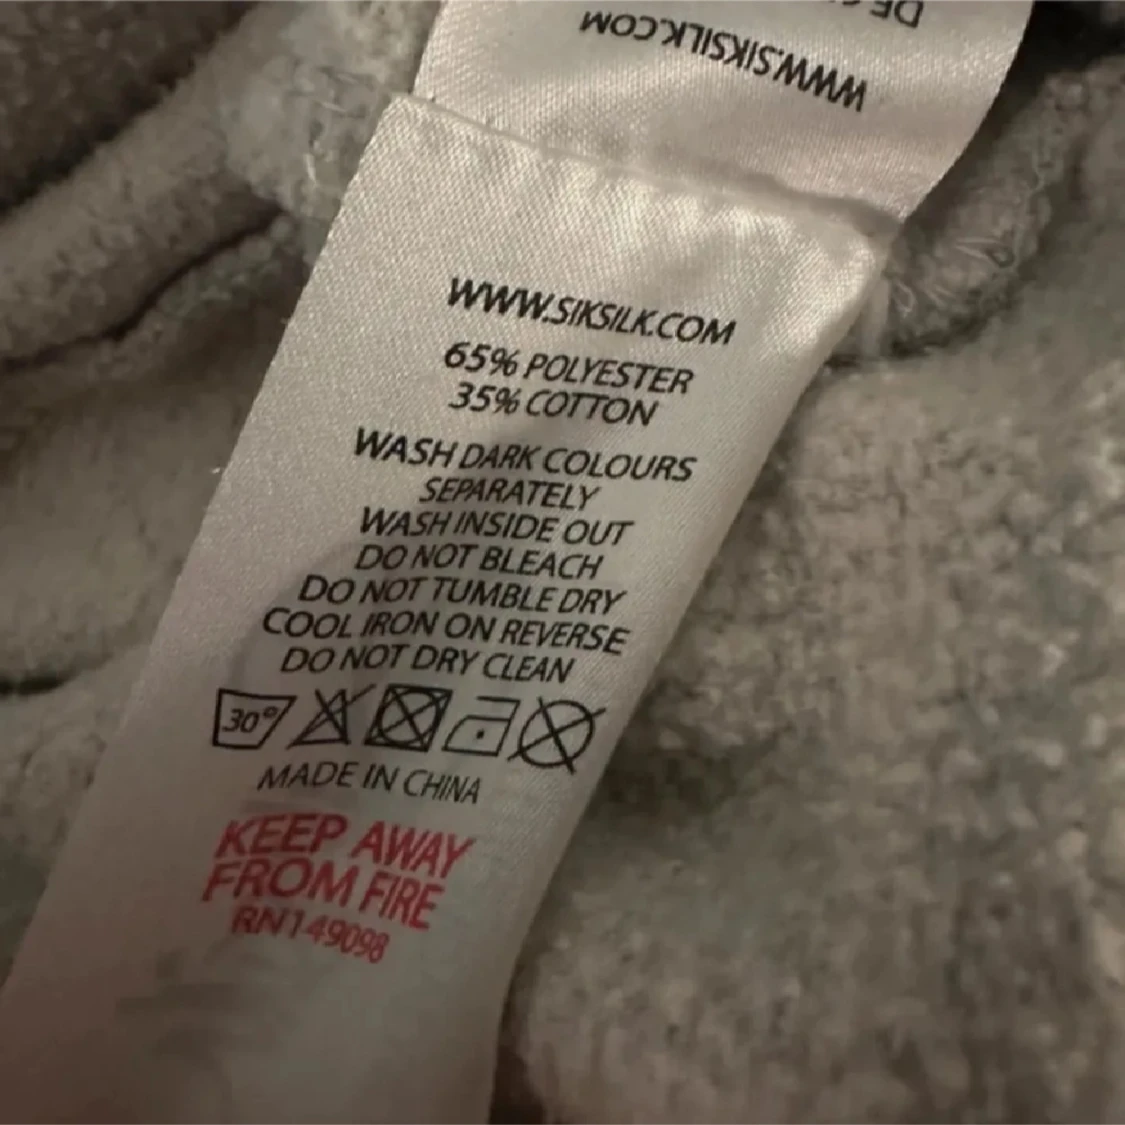 WWW.SIKSILK.COM
WWW.SIKSILK.COM
65% POLYESTER
35% COTTON
WASH DARK COLOURS
SEPARATELY
WASH INSIDE OUT
DO NOT BLEACH
DO NOT TUMBLE DRY
COOL IRON ON REVERSE
DO NOT DRY CLEAN
30°
MADE IN CHINA
KEEP AWAY
FROM FIRE
RN149098